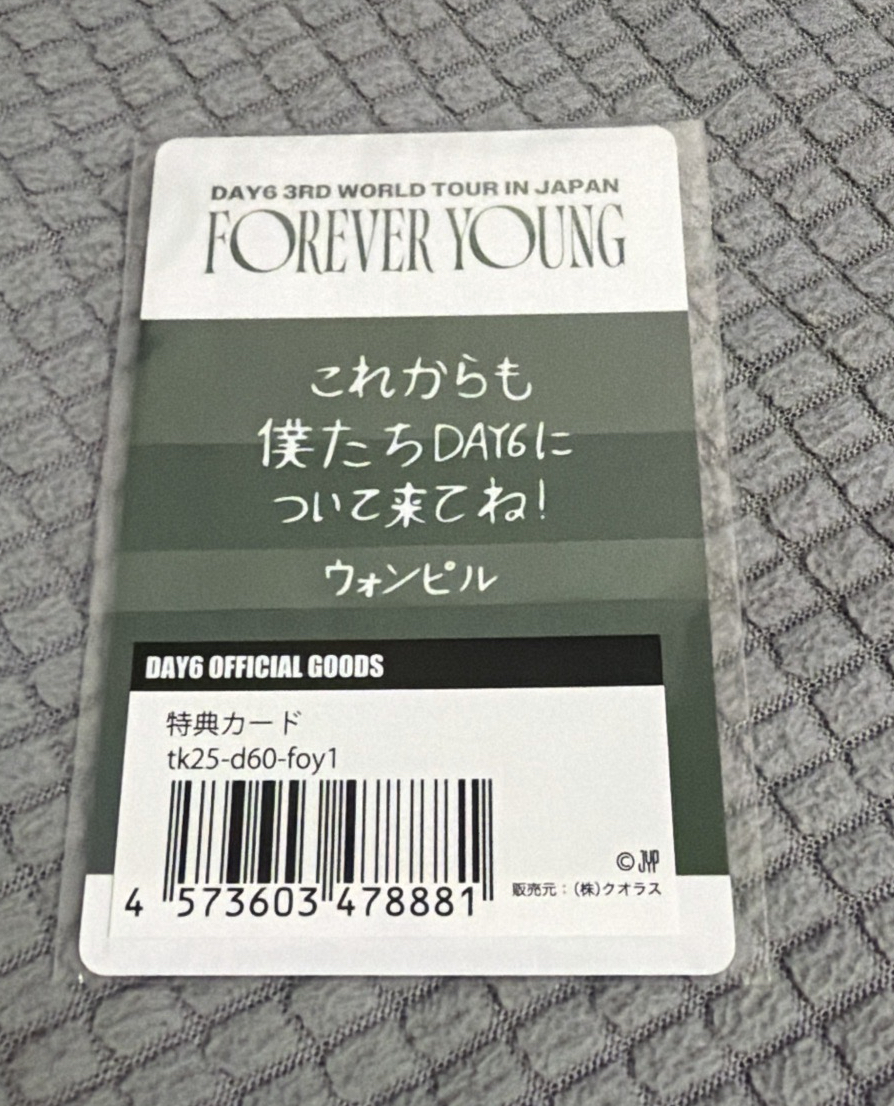 DAY6 3RD WORLD TOUR IN JAPAN
FOREVER YOUNG
これからも
僕たちDAY6に
ついて来てね!
ウォンピル
DAY6 OFFICIAL GOODS
特典カード
tk25-d60-foy1
4 573603 478881
©JYP
販売元：(株)クオラス